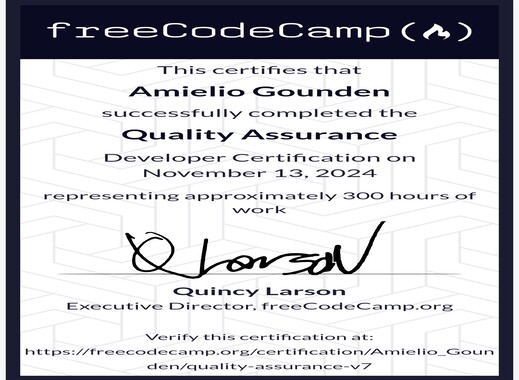 freeCodeCamp(🔥)
This certifies that
Amielio Gounden
successfully completed the
Quality Assurance
Developer Certification on
November 13, 2024
representing approximately 300 hours of
work
Q Larson
Quincy Larson
Executive Director, freeCodeCamp.org
Verify this certification at:
https://freecodecamp.org/certification/Amielio_Goun
den/quality-assurance-v7